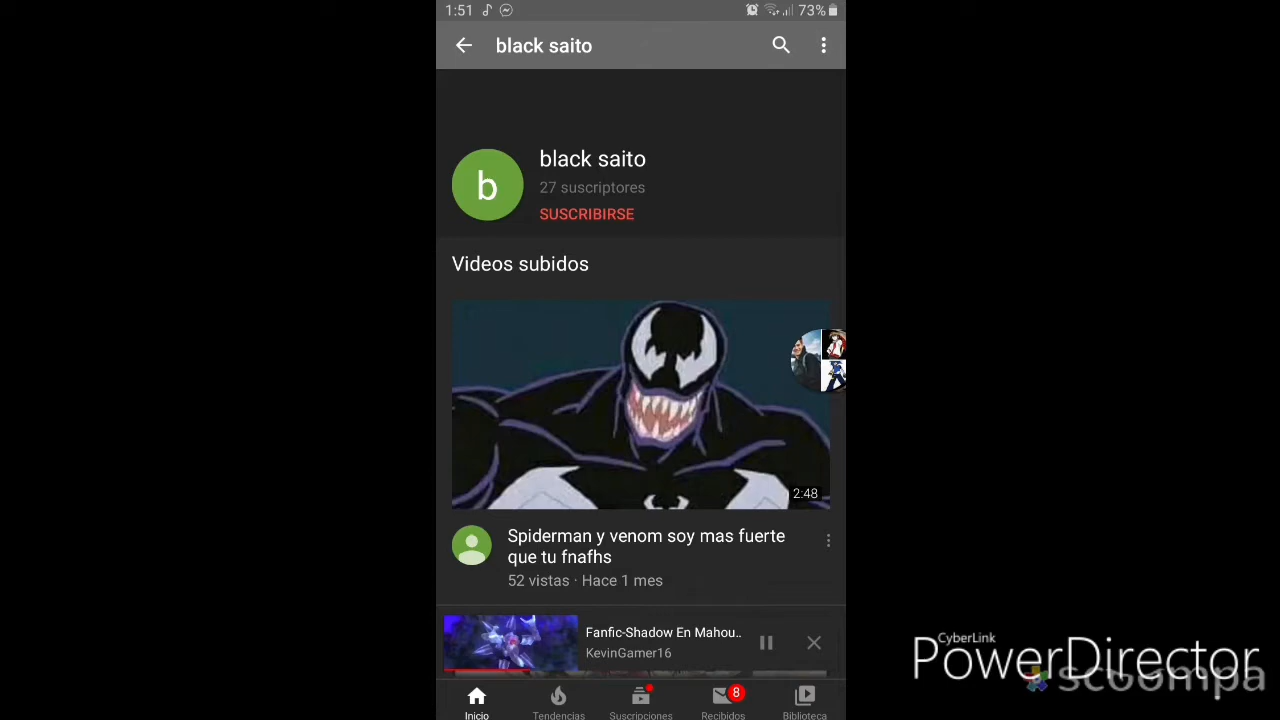 1:51
73%
black saito
b
black saito
27 suscriptores
SUSCRIBIRSE
Videos subidos
2:48
Spiderman y venom soy mas fuerte
que tu fnafhs
52 vistas · Hace 1 mes
Fanfic-Shadow En Mahou..
KevinGamer16
8
Inicio
Tendencias
Suscripciones
Recibidos
Biblioteca
CyberLink
PowerDirector
scoompa